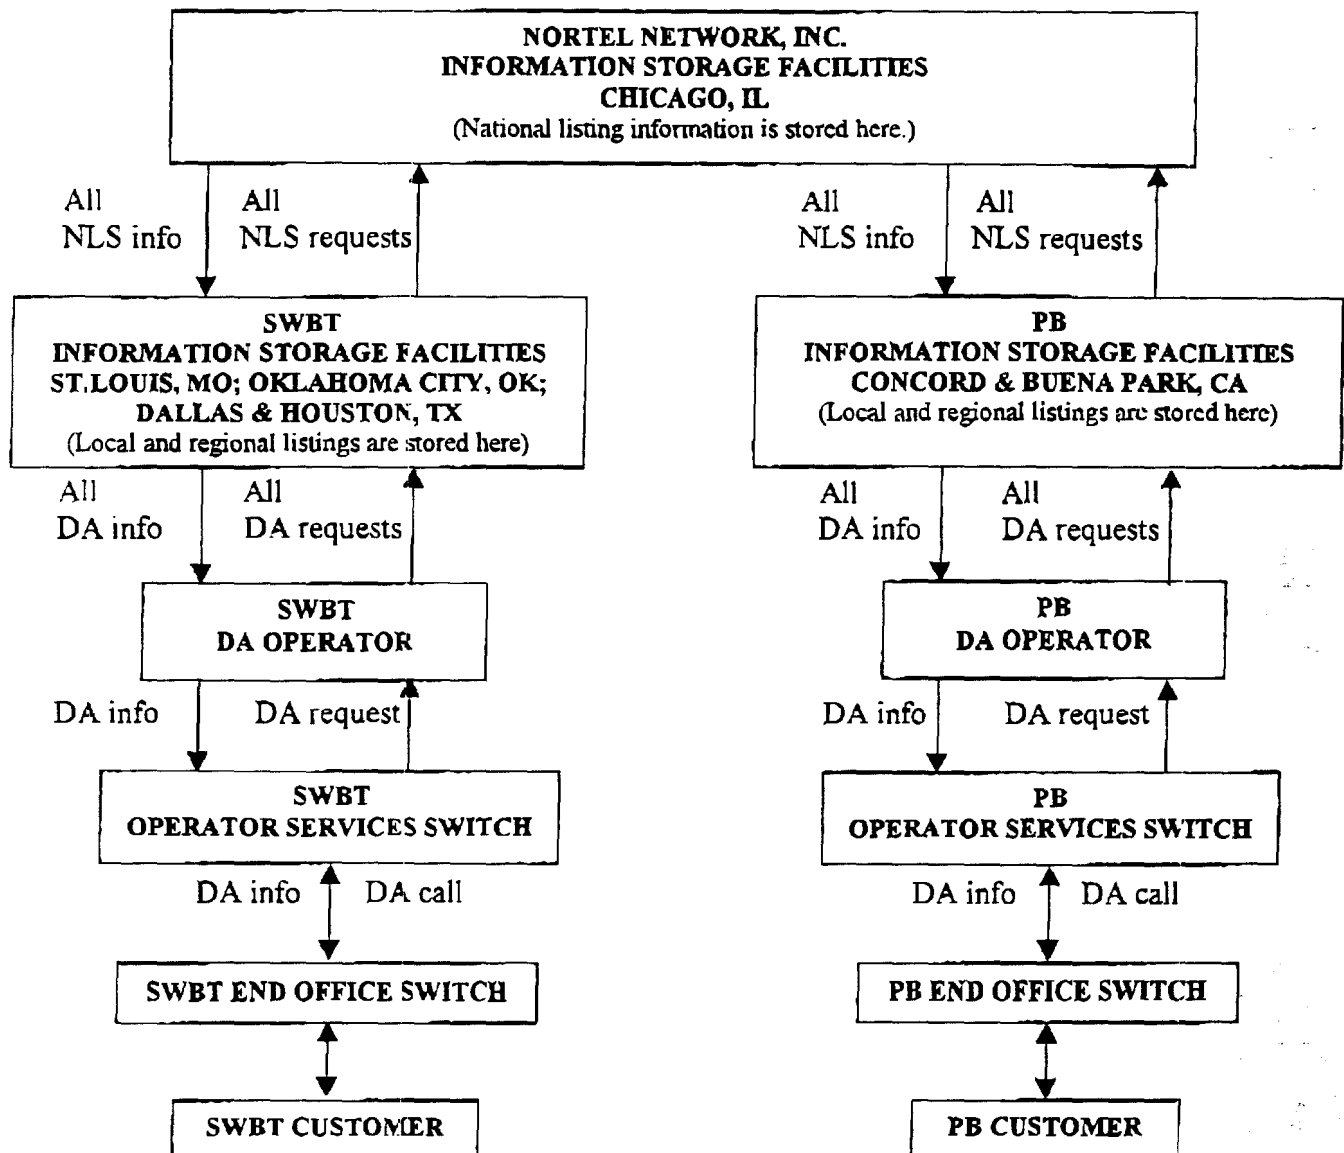 NORTEL NETWORK, INC.
INFORMATION STORAGE FACILITIES
CHICAGO, IL
(National listing information is stored here.)
All
NLS info
All
NLS requests
All
NLS info
All
NLS requests
SWBT
INFORMATION STORAGE FACILITIES
ST.LOUIS, MO; OKLAHOMA CITY, OK;
DALLAS & HOUSTON, TX
(Local and regional listings are stored here)
PB
INFORMATION STORAGE FACILITIES
CONCORD & BUENA PARK, CA
(Local and regional listings are stored here)
All
DA info
All
DA requests
All
DA info
All
DA requests
SWBT
DA OPERATOR
PB
DA OPERATOR
DA info
DA request
DA info
DA request
SWBT
OPERATOR SERVICES SWITCH
PB
OPERATOR SERVICES SWITCH
DA info
DA call
DA info
DA call
SWBT END OFFICE SWITCH
PB END OFFICE SWITCH
SWBT CUSTOMER
PB CUSTOMER